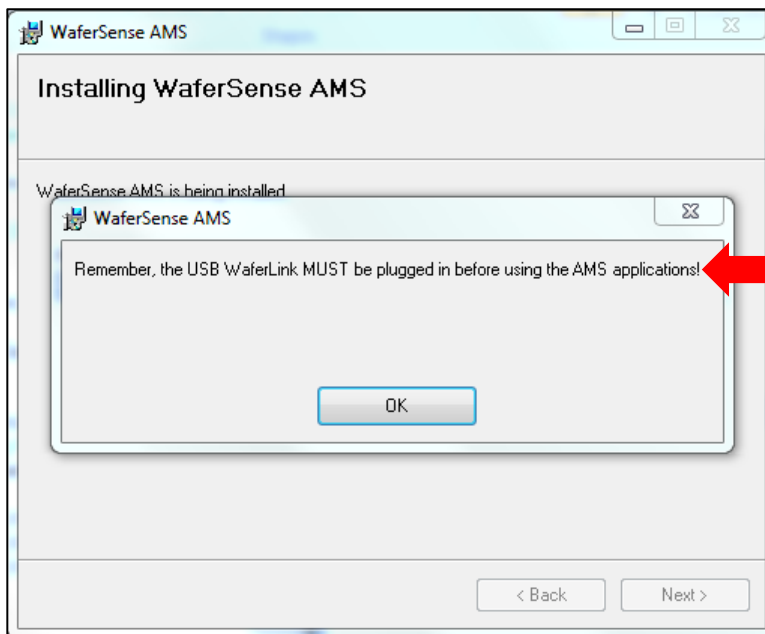 WaferSense AMS
Installing WaferSense AMS
WaferSense AMS is being installed
WaferSense AMS
Remember, the USB WaferLink MUST be plugged in before using the AMS applications!
OK
< Back
Next >